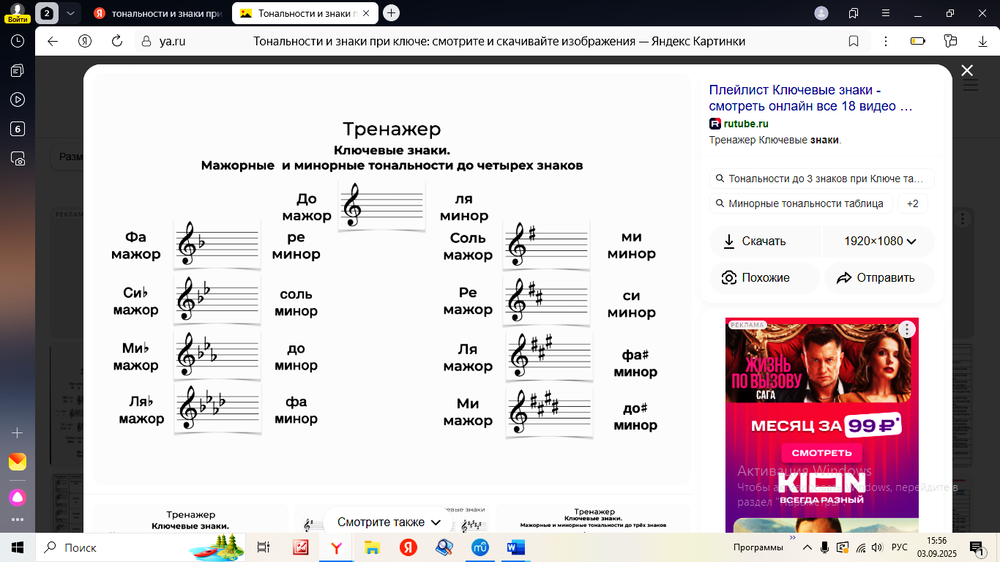 Войти
2
тональности и знаки при
Тональности и знаки п
ya.ru
Тональности и знаки при ключе: смотрите и скачивайте изображения — Яндекс Картинки
6
Разм
РЕКЛАМА
Тренажер
Ключевые знаки.
Мажорные и минорные тональности до четырех знаков
До мажор
ля минор
Фа мажор
ре минор
Соль мажор
ми минор
Си♭ мажор
соль минор
Ре мажор
си минор
Ми♭ мажор
до минор
Ля мажор
фа♯ минор
Ля♭ мажор
фа минор
Ми мажор
до♯ минор
Плейлист Ключевые знаки -
смотреть онлайн все 18 видео …
rutube.ru
Тренажер Ключевые знаки.
Тональности до 3 знаков при Ключе та...
Минорные тональности таблица
+2
Скачать
1920×1080
Похожие
Отправить
РЕКЛАМА
ЖИЗНЬ
ПО ВЫЗОВУ
САГА
МЕСЯЦ ЗА 99 ₽*
СМОТРЕТЬ
KION
ВСЕГДА РАЗНЫЙ
Активация Windows
Чтобы активировать Windows, перейдите в
раздел "Параметры".
Тренажер
Ключевые знаки.
евые знаки
Смотрите также
Тренажер
Ключевые знаки.
Мажорные и минорные тональности до трёх знаков
Поиск
Программы
РУС
15:56
03.09.2025
1